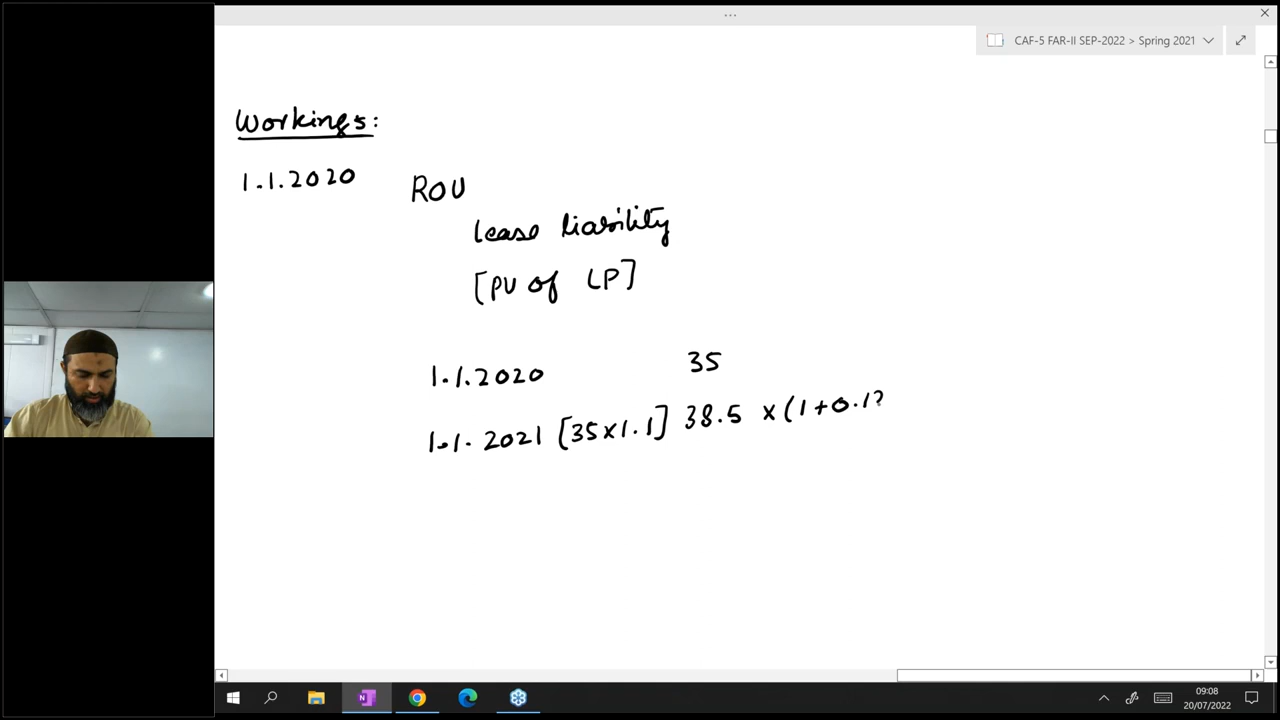 CAF-5 FAR-II SEP-2022 > Spring 2021
Workings:
1.1.2020 ROU
lease liability
[PV of LP]
1.1.2020 35
1.1.2021 [35x1.1] 38.5 x(1+0.1
09:08
20/07/2022